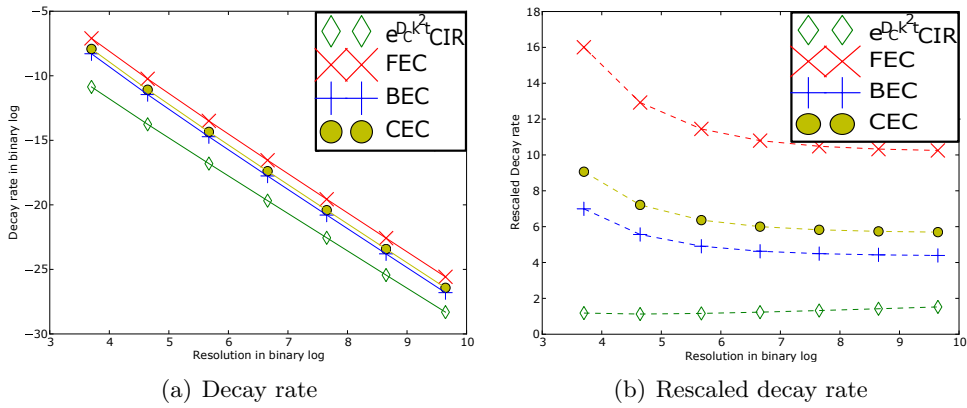 −5
−10
−15
−20
−25
−30
3
4
5
6
7
8
9
10
Resolution in binary log
Decay rate in binary log
e^{D_C k^2 t} CIR
FEC
BEC
CEC
(a) Decay rate
18
16
14
12
10
8
6
4
2
0
3
4
5
6
7
8
9
10
Resolution in binary log
Rescaled Decay rate
e^{D_C k^2 t} CIR
FEC
BEC
CEC
(b) Rescaled decay rate